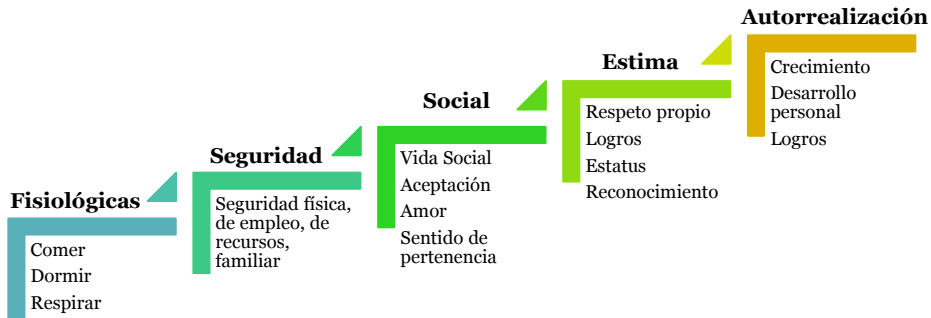 Fisiológicas
Comer
Dormir
Respirar
Seguridad
Seguridad física,
de empleo, de
recursos,
familiar
Social
Vida Social
Aceptación
Amor
Sentido de
pertenencia
Estima
Respeto propio
Logros
Estatus
Reconocimiento
Autorrealización
Crecimiento
Desarrollo
personal
Logros